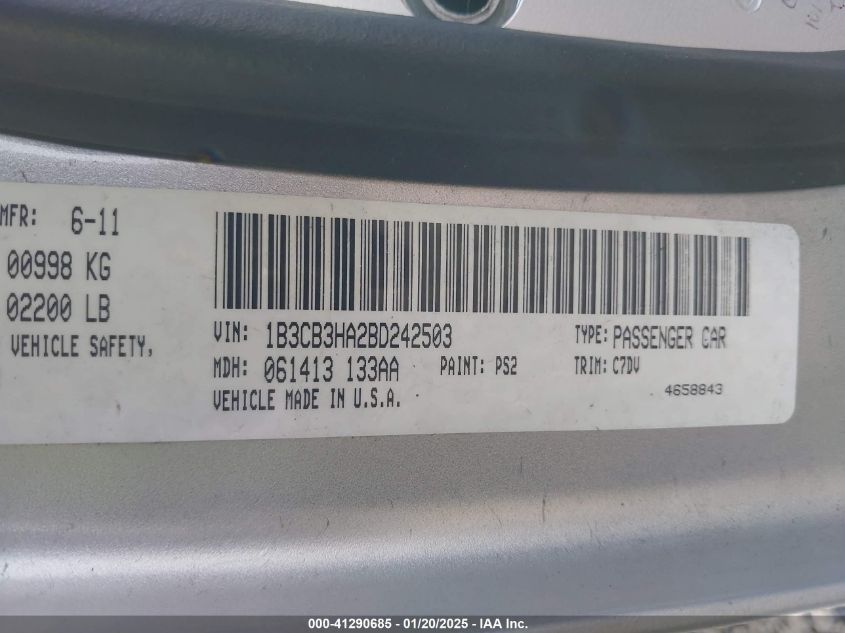 MFR: 6-11
00998 KG
02200 LB
VEHICLE SAFETY,
VIN: 1B3CB3HA2BD242503 TYPE: PASSENGER CAR
MDH: 061413 133AA PAINT: PS2 TRIM: C7DV
VEHICLE MADE IN U.S.A. 4658843
000-41290685 - 01/20/2025 - IAA Inc.